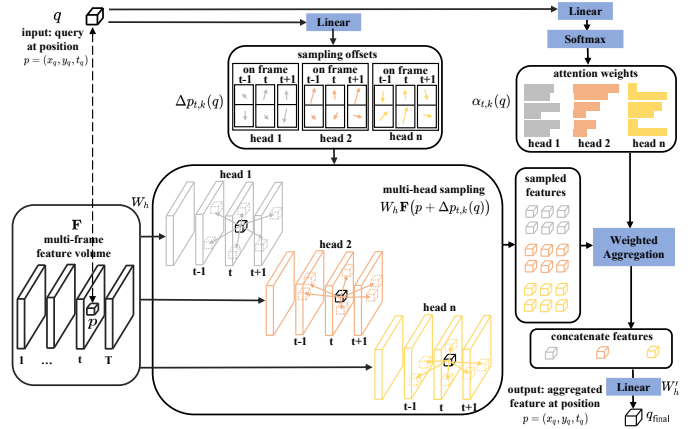 q
input: query
at position
p = (x_q, y_q, t_q)
Linear
Linear
Softmax
sampling offsets
on frame on frame on frame
t-1 t t+1 t-1 t t+1 t-1 t t+1
head 1 head 2 head n
Δp_{t,k}(q)
attention weights
α_{t,k}(q)
head 1 head 2 head n
W_h
head 1
t-1 t t+1
multi-head sampling
W_h F(p + Δp_{t,k}(q))
head 2
t-1 t t+1
head n
t-1 t t+1
F
multi-frame
feature volume
p
1 ... t T
sampled
features
Weighted
Aggregation
concatenate features
Linear
W'_h
output: aggregated
feature at position
p = (x_q, y_q, t_q)
q_final